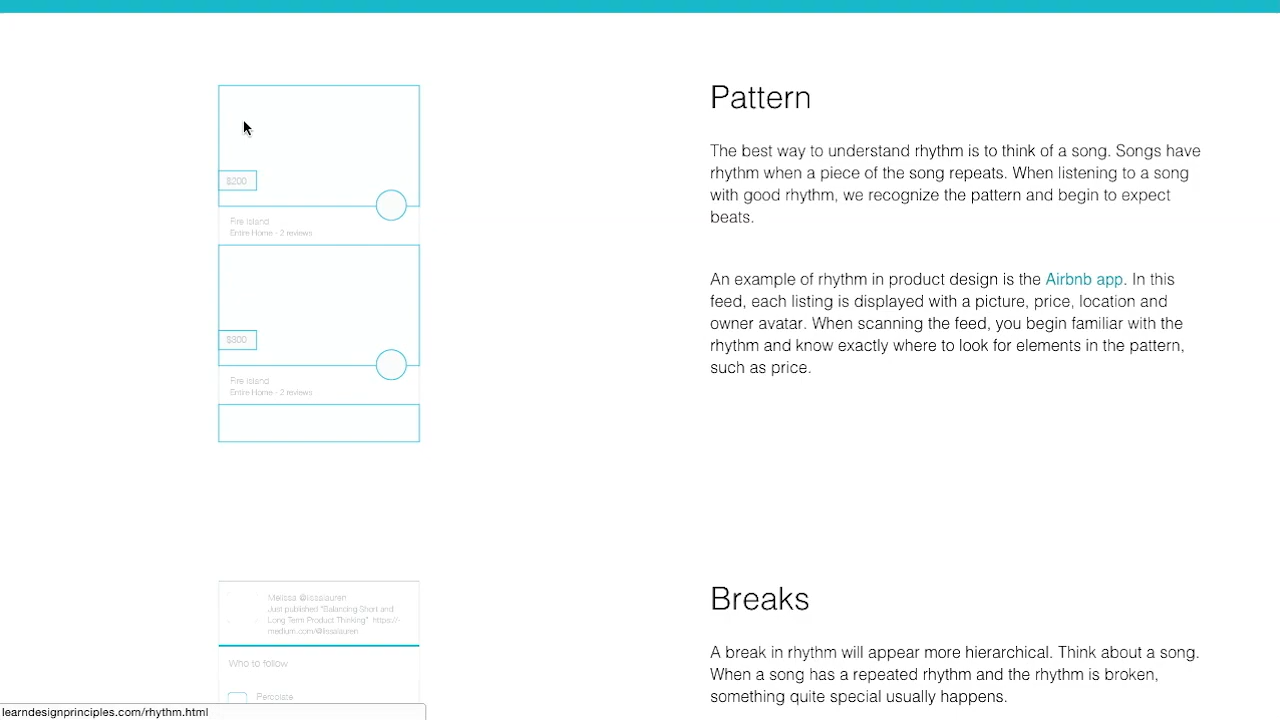 $200
Fire Island
Entire Home - 2 reviews
$300
Fire Island
Entire Home - 2 reviews
Pattern
The best way to understand rhythm is to think of a song. Songs have
rhythm when a piece of the song repeats. When listening to a song
with good rhythm, we recognize the pattern and begin to expect
beats.
An example of rhythm in product design is the Airbnb app. In this
feed, each listing is displayed with a picture, price, location and
owner avatar. When scanning the feed, you begin familiar with the
rhythm and know exactly where to look for elements in the pattern,
such as price.
Melissa @lissalauren
Just published "Balancing Short and
Long Term Product Thinking" https://-
medium.com/@lissalauren
Who to follow
Percolate
Breaks
A break in rhythm will appear more hierarchical. Think about a song.
When a song has a repeated rhythm and the rhythm is broken,
something quite special usually happens.
learndesignprinciples.com/rhythm.html